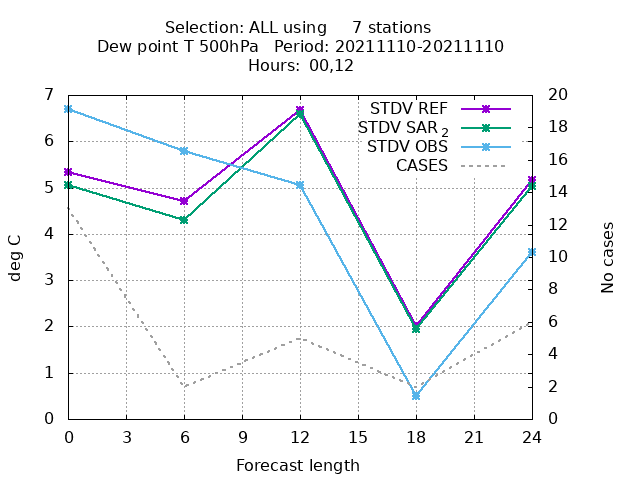 Selection: ALL using     7 stations
Dew point T 500hPa   Period: 20211110-20211110
Hours: 00,12
7
6
5
4
3
2
1
0
20
18
16
14
12
10
8
6
4
2
0
STDV REF
STDV SAR 2
STDV OBS
CASES
deg C
No cases
0 3 6 9 12 15 18 21 24
Forecast length